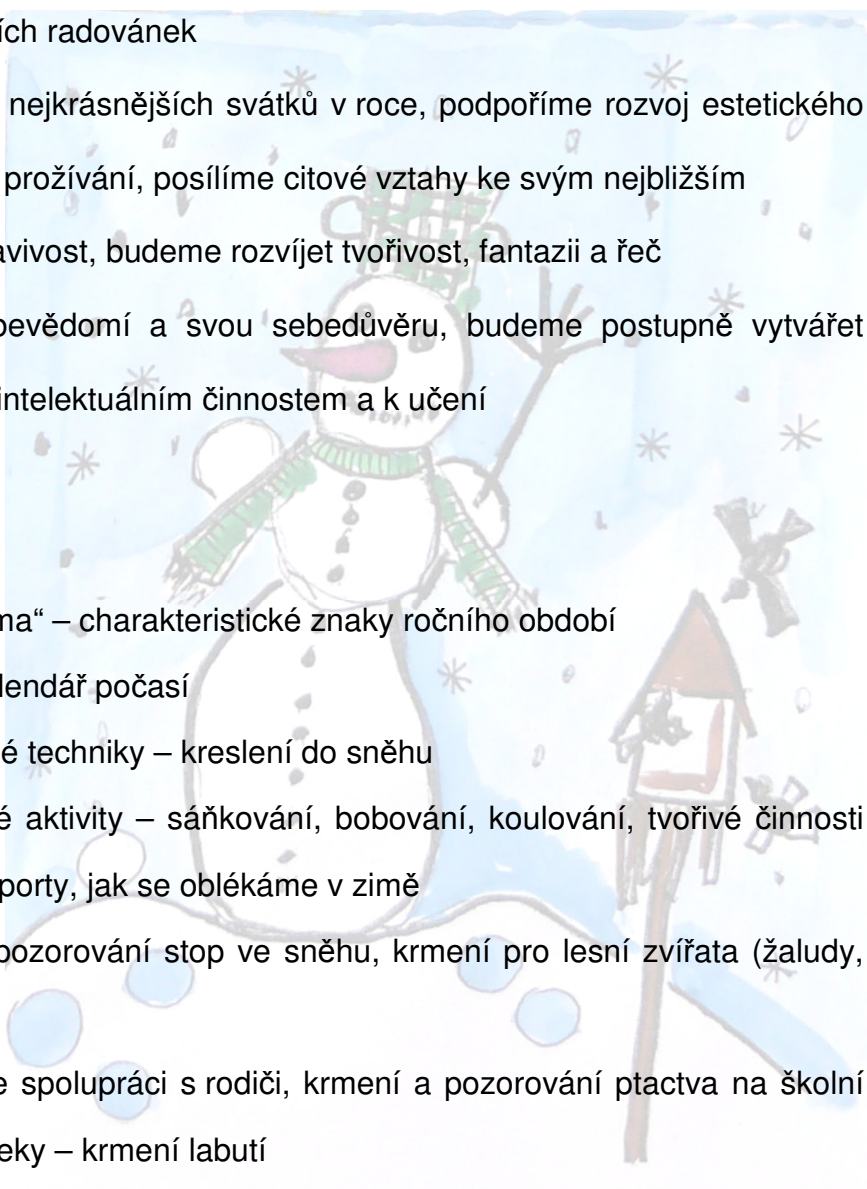 ích radovánek
nejkrásnějších svátků v roce, podpoříme rozvoj estetického
prožívání, posílíme citové vztahy ke svým nejbližším
avivost, budeme rozvíjet tvořivost, fantazii a řeč
bevědomí a svou sebedůvěru, budeme postupně vytvářet
intelektuálním činnostem a k učení
ma“ – charakteristické znaky ročního období
lendář počasí
é techniky – kreslení do sněhu
é aktivity – sáňkování, bobování, koulování, tvořivé činnosti
porty, jak se oblékáme v zimě
pozorování stop ve sněhu, krmení pro lesní zvířata (žaludy,
e spolupráci s rodiči, krmení a pozorování ptactva na školní
eky – krmení labutí